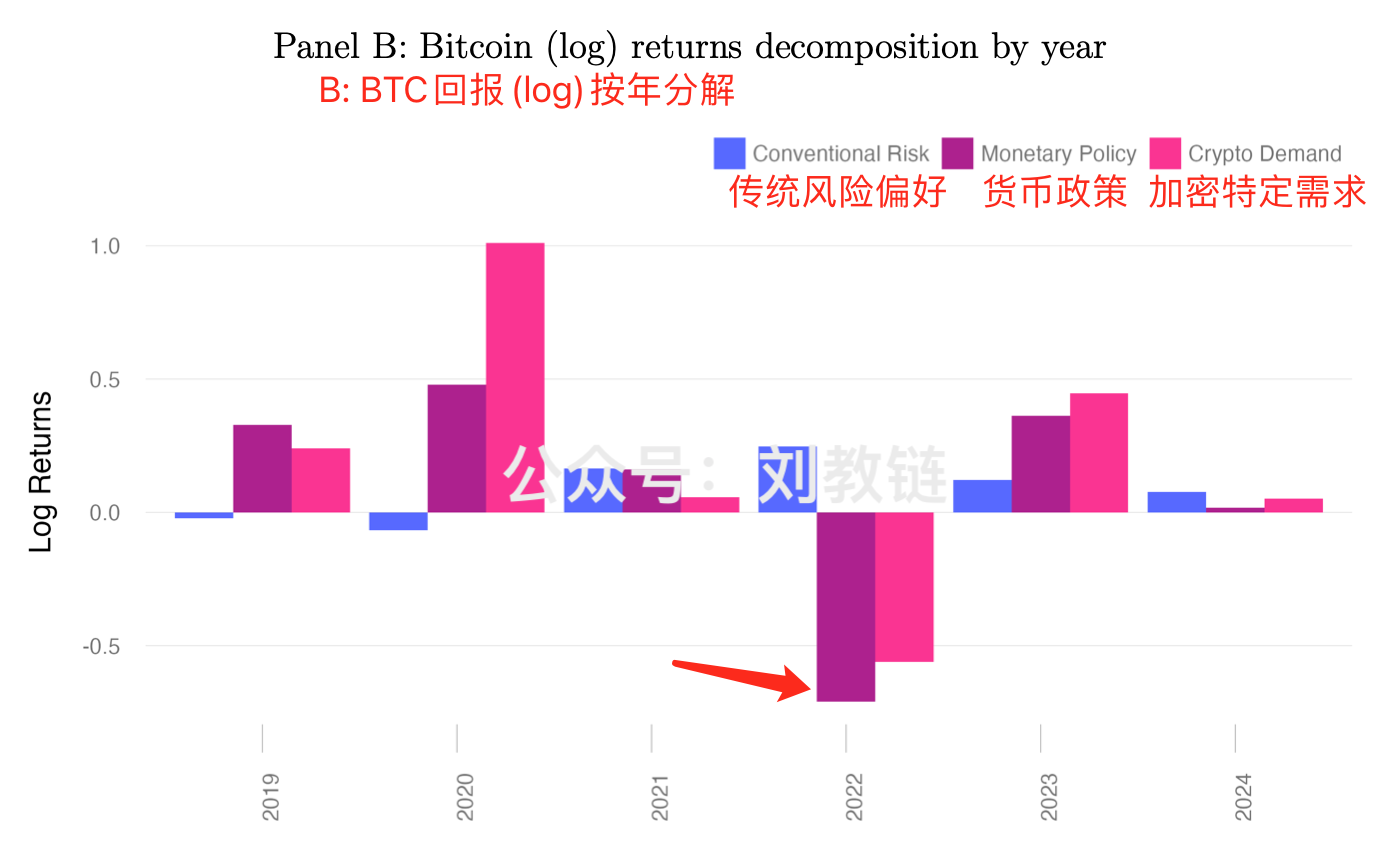 Panel B: Bitcoin (log) returns decomposition by year
B: BTC回报(log)按年分解
Conventional Risk Monetary Policy Crypto Demand
传统风险偏好 货币政策 加密特定需求
1.0
0.5
0.0
-0.5
Log Returns
公众号：刘教链
2019 2020 2021 2022 2023 2024